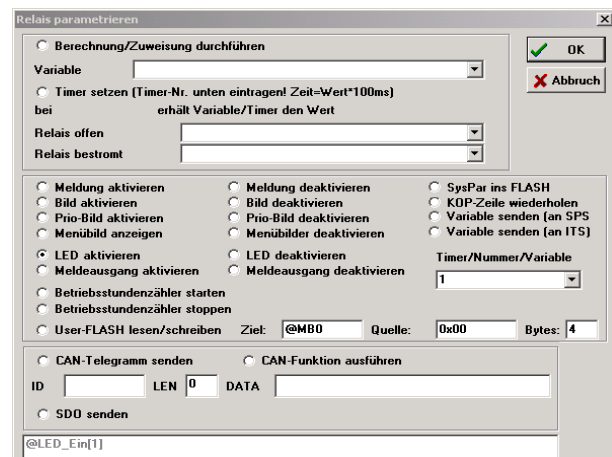 Relais parametrieren
Berechnung/Zuweisung durchführen
OK
Variable
Abbruch
Timer setzen (Timer-Nr. unten eintragen! Zeit=Wert*100ms)
bei erhält Variable/Timer den Wert
Relais offen
Relais bestromt
Meldung aktivieren Meldung deaktivieren SysPar ins FLASH
Bild aktivieren Bild deaktivieren KOP-Zeile wiederholen
Prio-Bild aktivieren Prio-Bild deaktivieren Variable senden (an SPS
Menübild anzeigen Menübilder deaktivieren Variable senden (an ITS)
LED aktivieren LED deaktivieren Timer/Nummer/Variable
Meldeausgang aktivieren Meldeausgang deaktivieren
1
Betriebsstundenzähler starten
Betriebsstundenzähler stoppen
User-FLASH lesen/schreiben Ziel: @MB0 Quelle: 0x00 Bytes: 4
CAN-Telegramm senden CAN-Funktion ausführen
ID LEN 0 DATA
SDO senden
@LED_Ein[1]